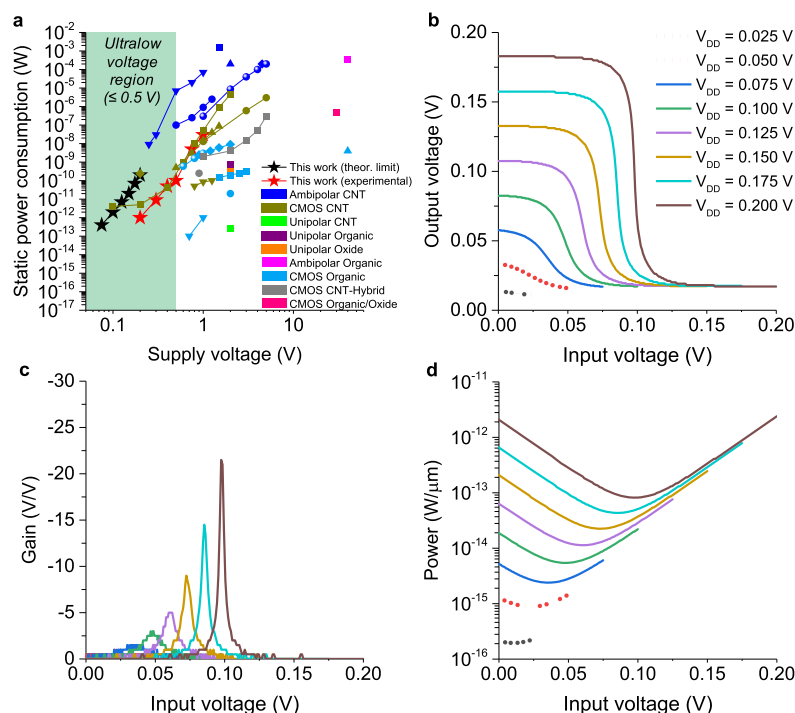 a
Static power consumption (W)
10⁻²
10⁻³
10⁻⁴
10⁻⁵
10⁻⁶
10⁻⁷
10⁻⁸
10⁻⁹
10⁻¹⁰
10⁻¹¹
10⁻¹²
10⁻¹³
10⁻¹⁴
10⁻¹⁵
10⁻¹⁶
10⁻¹⁷
Ultralow
voltage
region
(≤ 0.5 V)
This work (theor. limit)
This work (experimental)
Ambipolar CNT
CMOS CNT
Unipolar CNT
Unipolar Organic
Unipolar Oxide
Ambipolar Organic
CMOS Organic
CMOS CNT-Hybrid
CMOS Organic/Oxide
0.1 1 10
Supply voltage (V)
b
Output voltage (V)
0.20
0.15
0.10
0.05
0.00
V_DD = 0.025 V
V_DD = 0.050 V
V_DD = 0.075 V
V_DD = 0.100 V
V_DD = 0.125 V
V_DD = 0.150 V
V_DD = 0.175 V
V_DD = 0.200 V
0.00 0.05 0.10 0.15 0.20
Input voltage (V)
c
Gain (V/V)
-30
-25
-20
-15
-10
-5
0
0.00 0.05 0.10 0.15 0.20
Input voltage (V)
d
Power (W/μm)
10⁻¹¹
10⁻¹²
10⁻¹³
10⁻¹⁴
10⁻¹⁵
10⁻¹⁶
0.00 0.05 0.10 0.15 0.20
Input voltage (V)